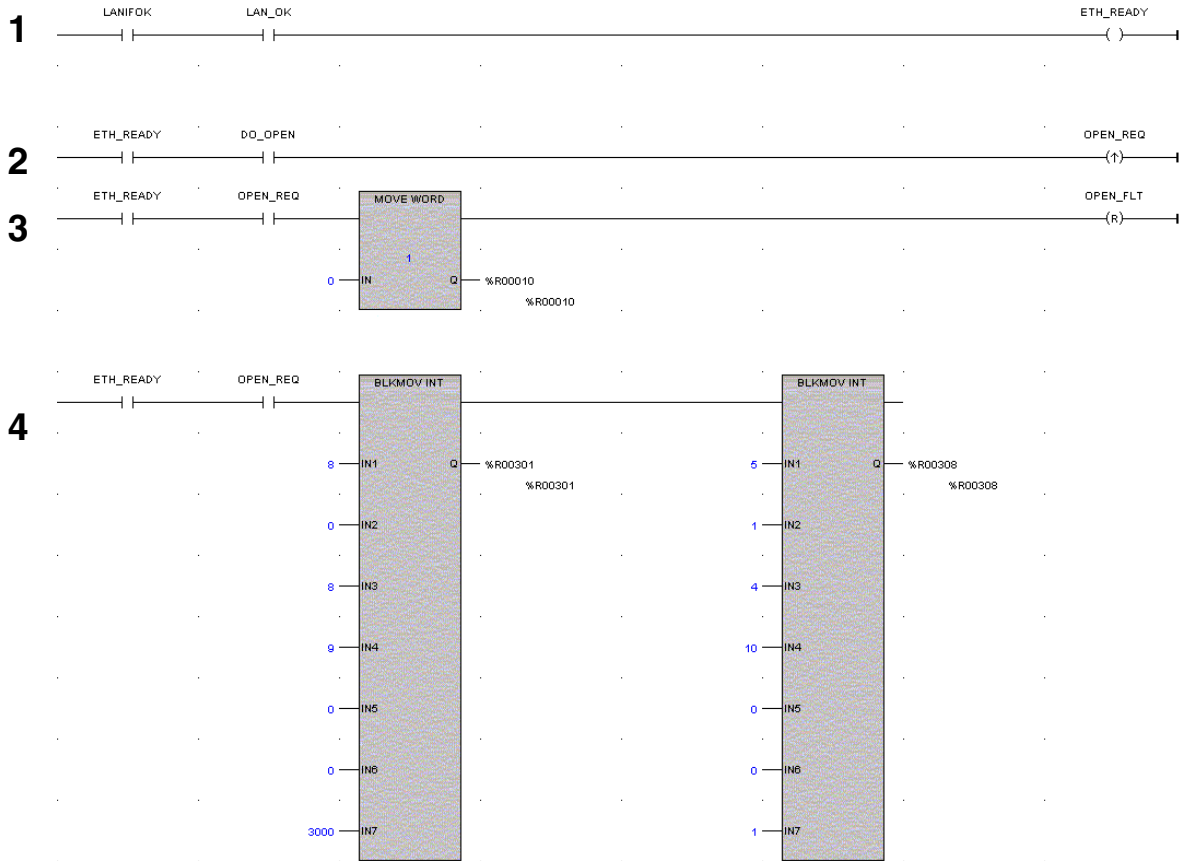 LANIFOK LAN_OK ETH_READY
1 ( )
ETH_READY DO_OPEN OPEN_REQ
2 (↑)
ETH_READY OPEN_REQ MOVE WORD OPEN_FLT
3 (R)
1
0 IN Q %R00010
%R00010
ETH_READY OPEN_REQ BLKMOV INT BLKMOV INT
4
8 IN1 Q %R00301 5 IN1 Q %R00308
%R00301 %R00308
0 IN2 1 IN2
8 IN3 4 IN3
9 IN4 10 IN4
0 IN5 0 IN5
0 IN6 0 IN6
3000 IN7 1 IN7